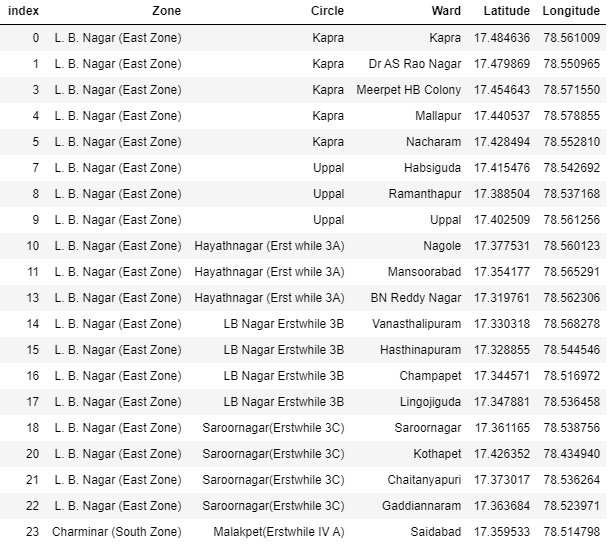 index Zone Circle Ward Latitude Longitude
0 L. B. Nagar (East Zone) Kapra Kapra 17.484636 78.561009
1 L. B. Nagar (East Zone) Kapra Dr AS Rao Nagar 17.479869 78.550965
3 L. B. Nagar (East Zone) Kapra Meerpet HB Colony 17.454643 78.571550
4 L. B. Nagar (East Zone) Kapra Mallapur 17.440537 78.578855
5 L. B. Nagar (East Zone) Kapra Nacharam 17.428494 78.552810
7 L. B. Nagar (East Zone) Uppal Habsiguda 17.415476 78.542692
8 L. B. Nagar (East Zone) Uppal Ramanthapur 17.388504 78.537168
9 L. B. Nagar (East Zone) Uppal Uppal 17.402509 78.561256
10 L. B. Nagar (East Zone) Hayathnagar (Erst while 3A) Nagole 17.377531 78.560123
11 L. B. Nagar (East Zone) Hayathnagar (Erst while 3A) Mansoorabad 17.354177 78.565291
13 L. B. Nagar (East Zone) Hayathnagar (Erst while 3A) BN Reddy Nagar 17.319761 78.562306
14 L. B. Nagar (East Zone) LB Nagar Erstwhile 3B Vanasthalipuram 17.330318 78.568278
15 L. B. Nagar (East Zone) LB Nagar Erstwhile 3B Hasthinapuram 17.328855 78.544546
16 L. B. Nagar (East Zone) LB Nagar Erstwhile 3B Champapet 17.344571 78.516972
17 L. B. Nagar (East Zone) LB Nagar Erstwhile 3B Lingojiguda 17.347881 78.536458
18 L. B. Nagar (East Zone) Saroornagar(Erstwhile 3C) Saroornagar 17.361165 78.538756
20 L. B. Nagar (East Zone) Saroornagar(Erstwhile 3C) Kothapet 17.426352 78.434940
21 L. B. Nagar (East Zone) Saroornagar(Erstwhile 3C) Chaitanyapuri 17.373017 78.536264
22 L. B. Nagar (East Zone) Saroornagar(Erstwhile 3C) Gaddiannaram 17.363684 78.523971
23 Charminar (South Zone) Malakpet(Erstwhile IV A) Saidabad 17.359533 78.514798